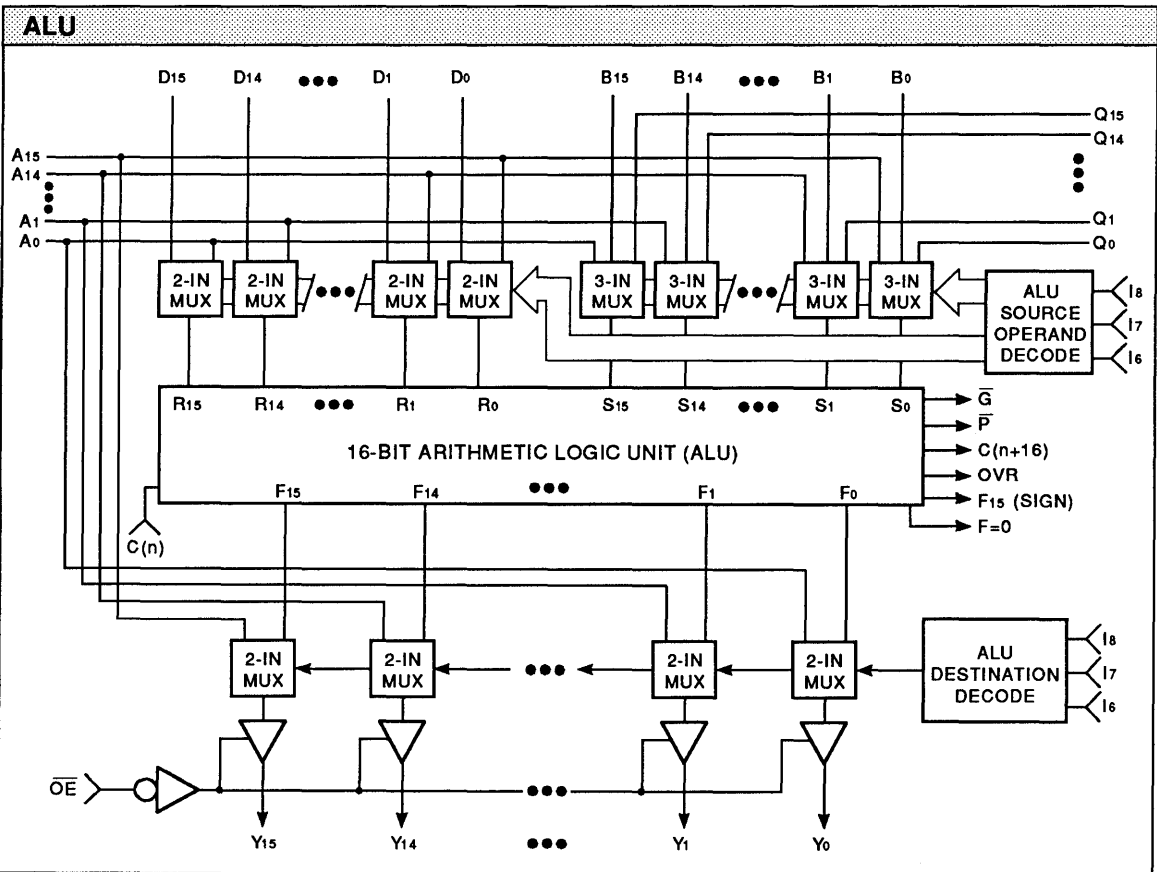 ALU
D15 D14 ●●● D1 D0 B15 B14 ●●● B1 B0
Q15
Q14
A15
A14
A1
A0
Q1
Q0
2-IN MUX
2-IN MUX
●●●
2-IN MUX
2-IN MUX
3-IN MUX
3-IN MUX
●●●
3-IN MUX
3-IN MUX
ALU
SOURCE
OPERAND
DECODE
I8
I7
I6
R15 R14 ●●● R1 R0 S15 S14 ●●● S1 S0
16-BIT ARITHMETIC LOGIC UNIT (ALU)
F15 F14 ●●● F1 F0
G̅
P̅
C(n+16)
OVR
F15 (SIGN)
F=0
C(n)
2-IN MUX
2-IN MUX
●●●
2-IN MUX
2-IN MUX
ALU
DESTINATION
DECODE
I8
I7
I6
O̅E̅
●●●
Y15 Y14 ●●● Y1 Y0